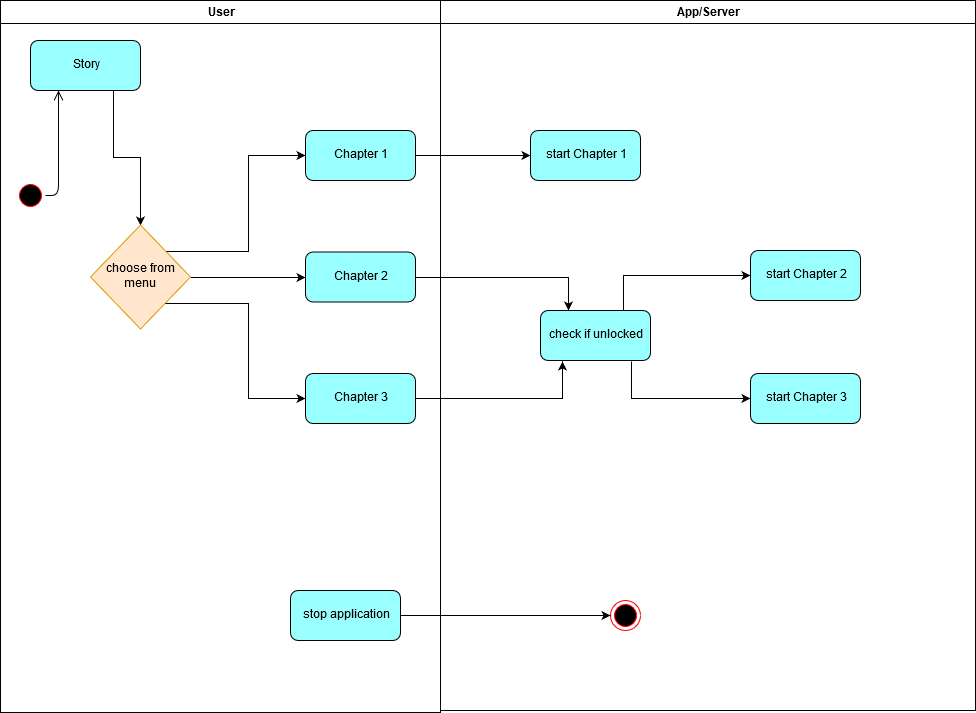 User
App/Server
Story
Chapter 1
start Chapter 1
choose from
menu
Chapter 2
start Chapter 2
check if unlocked
Chapter 3
start Chapter 3
stop application